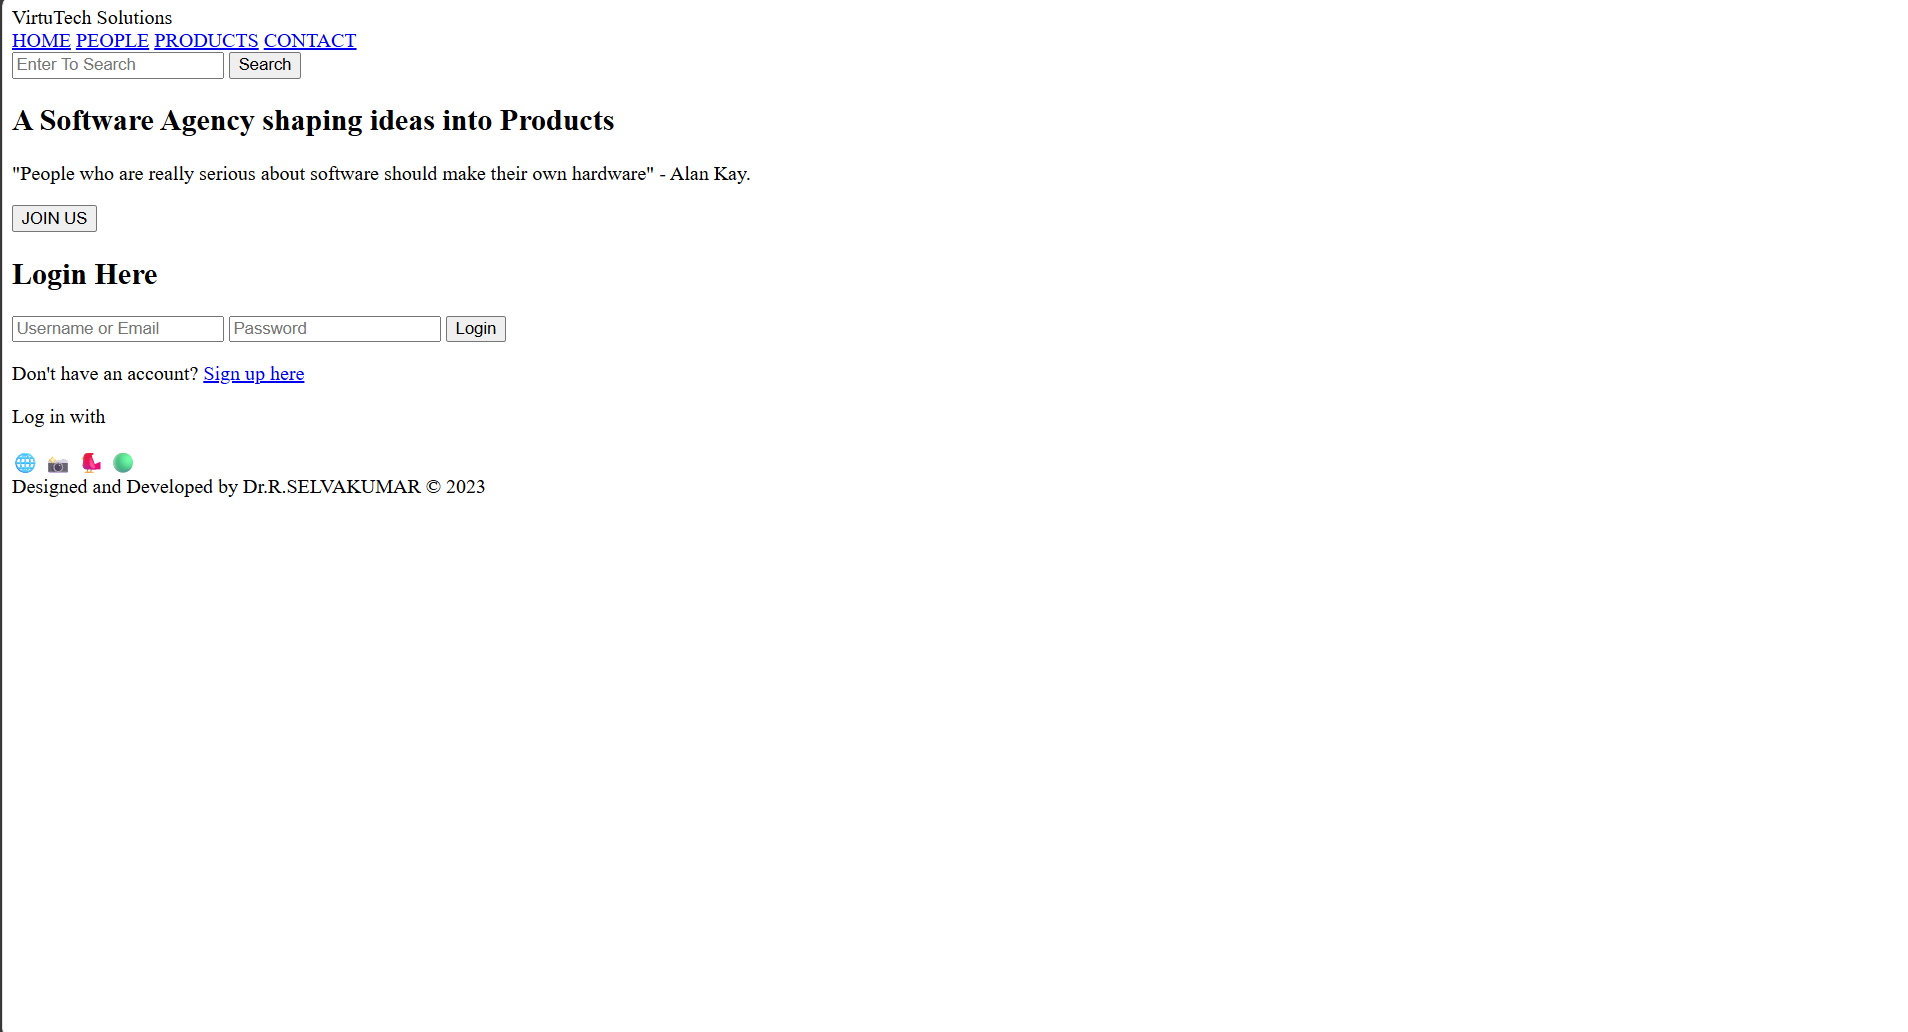 VirtuTech Solutions
HOME PEOPLE PRODUCTS CONTACT
Enter To Search Search
A Software Agency shaping ideas into Products
"People who are really serious about software should make their own hardware" - Alan Kay.
JOIN US
Login Here
Username or Email Password Login
Don't have an account? Sign up here
Log in with
Designed and Developed by Dr.R.SELVAKUMAR © 2023